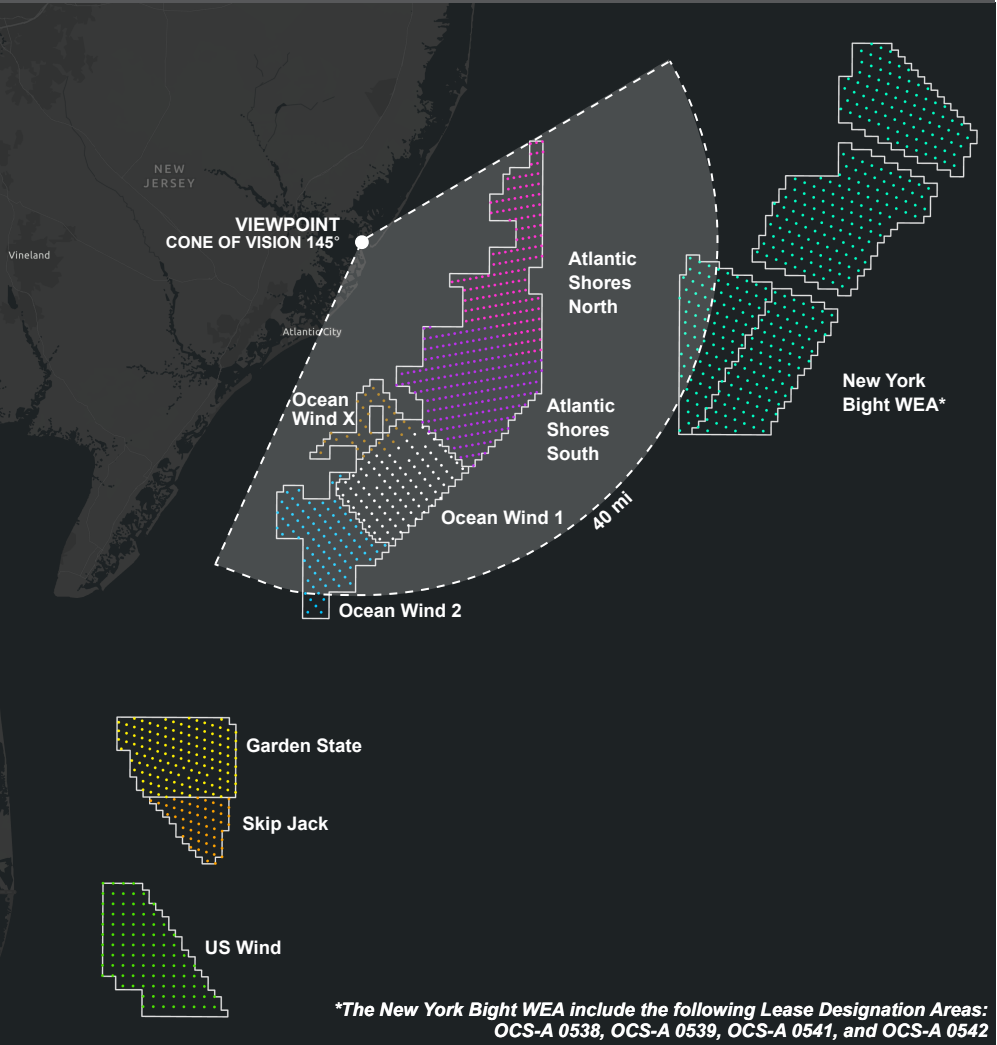 NEW
JERSEY
VIEWPOINT
CONE OF VISION 145°
Vineland
Atlantic City
Atlantic
Shores
North
New York
Bight WEA*
Ocean
Wind X
Atlantic
Shores
South
Ocean Wind 1
40 mi
Ocean Wind 2
Garden State
Skip Jack
US Wind
*The New York Bight WEA include the following Lease Designation Areas:
OCS-A 0538, OCS-A 0539, OCS-A 0541, and OCS-A 0542